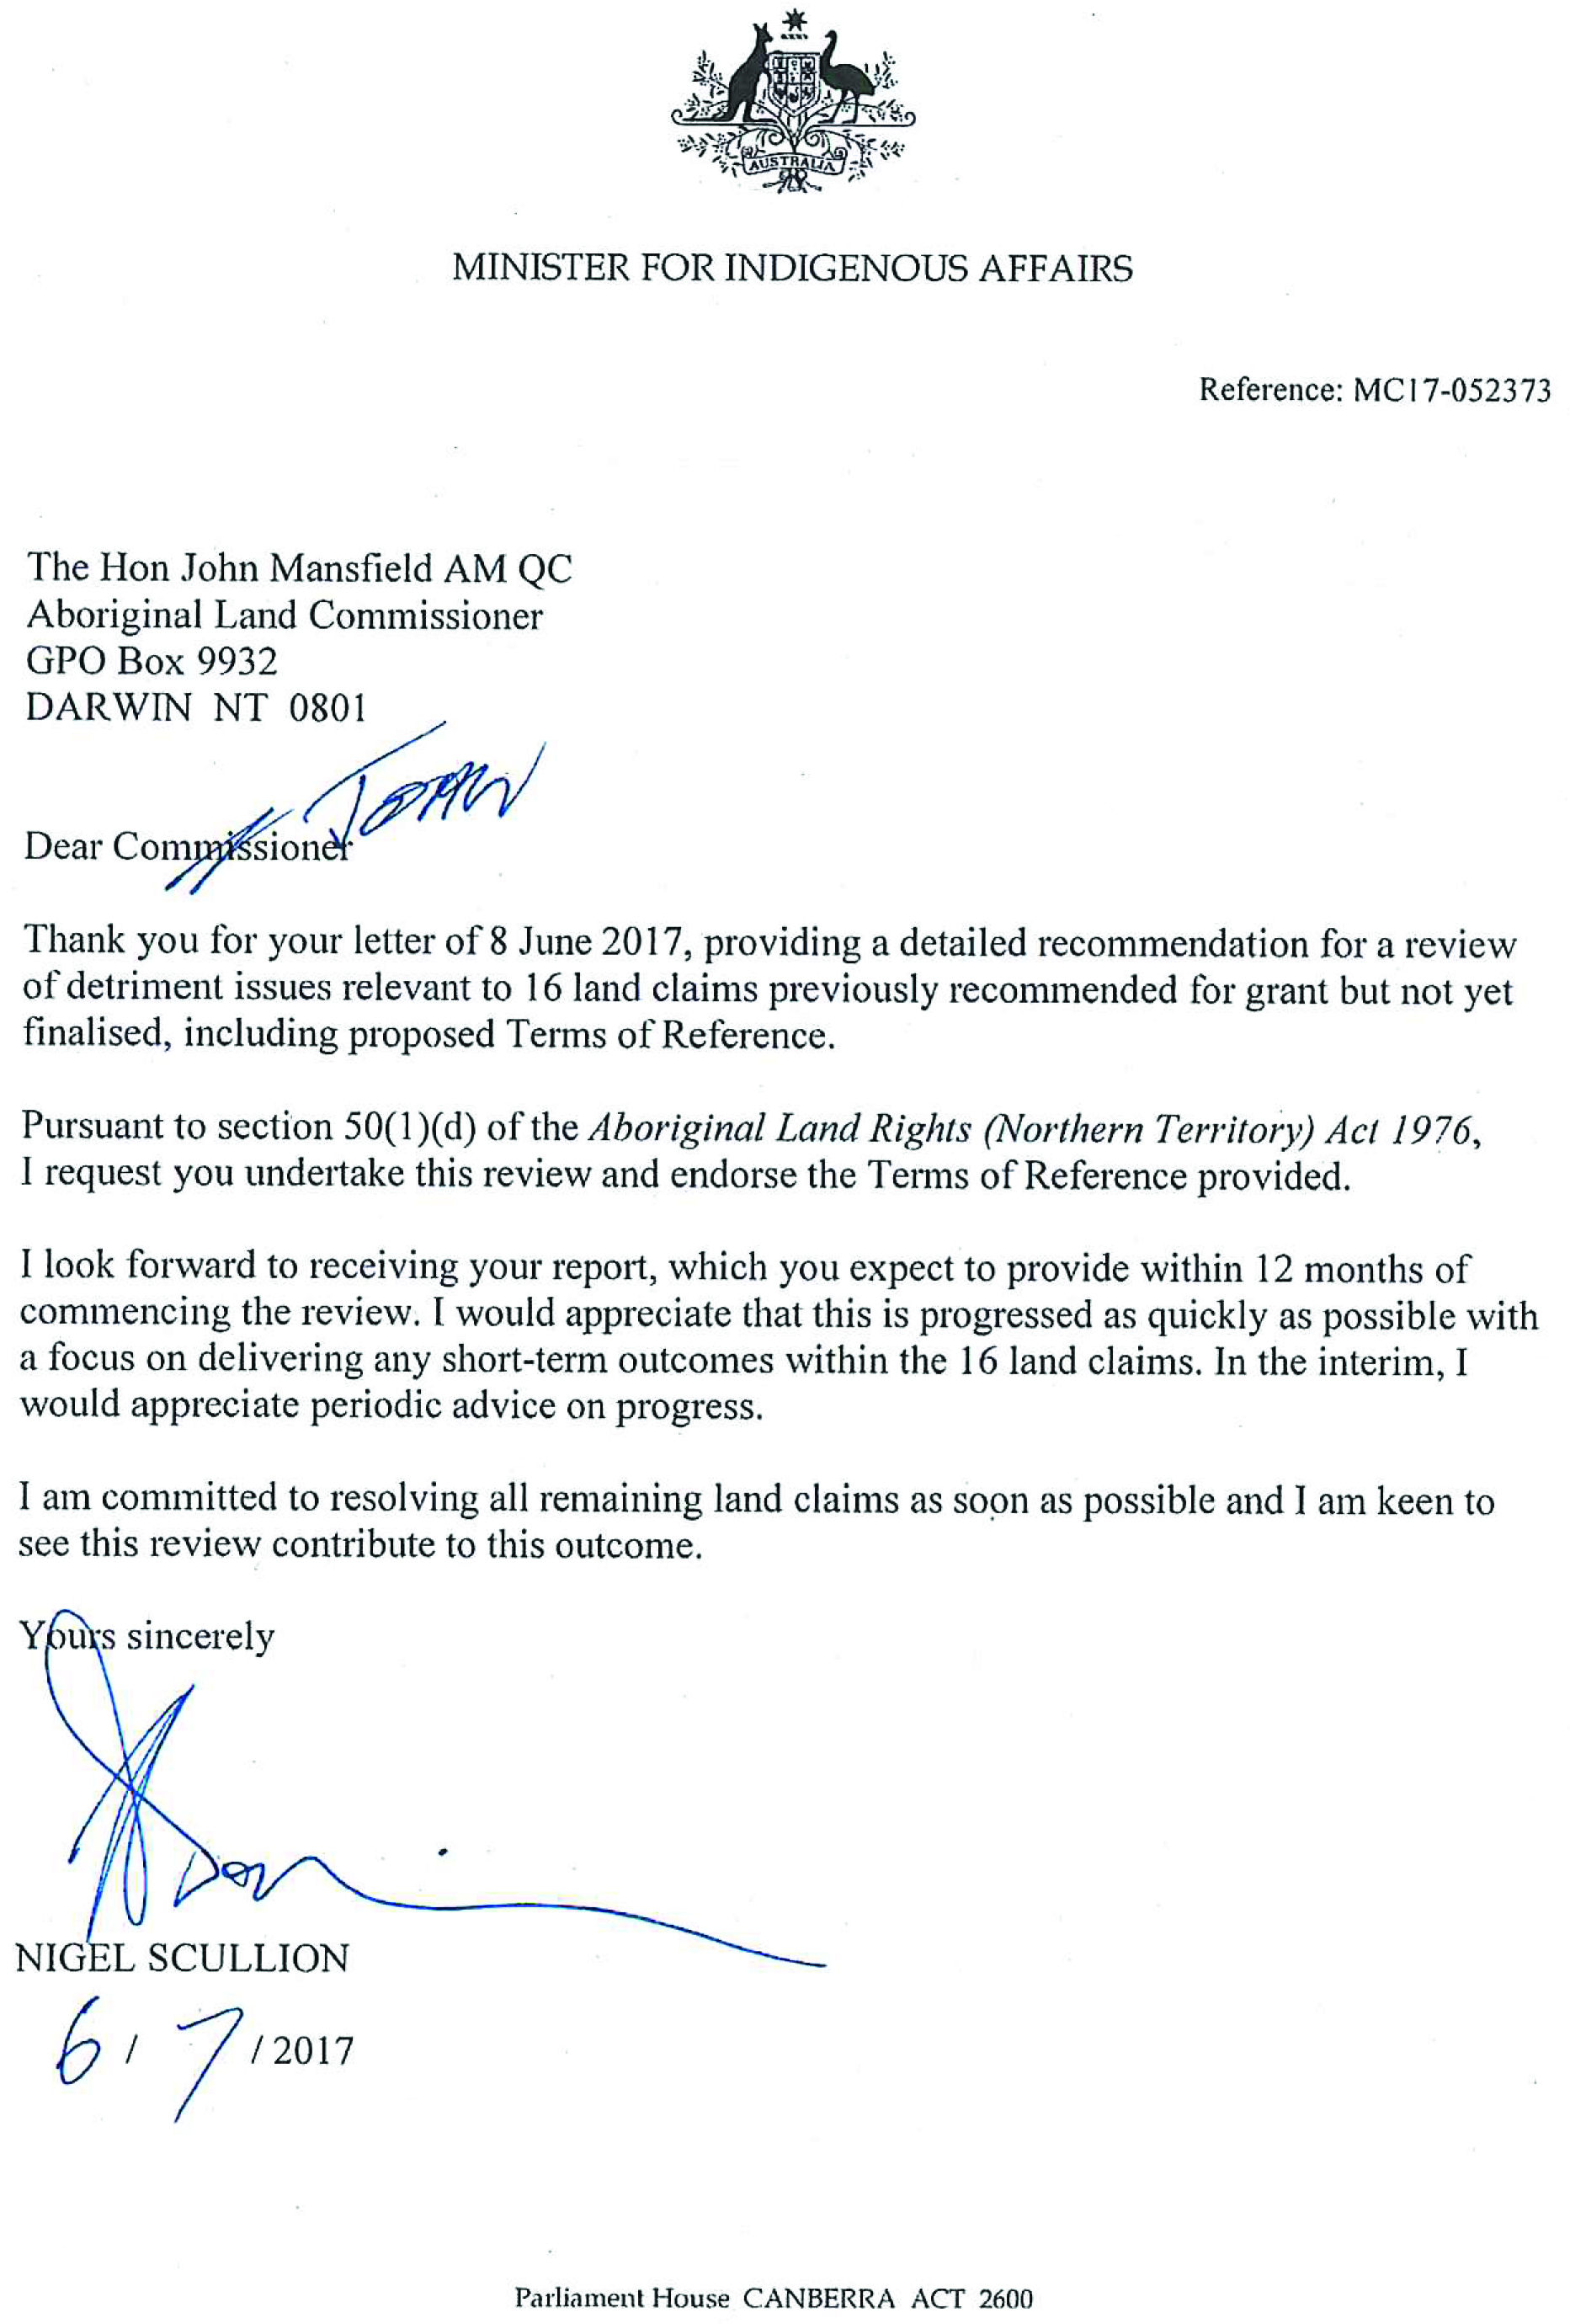 AUSTRALIA
MINISTER FOR INDIGENOUS AFFAIRS
Reference: MC17-052373
The Hon John Mansfield AM QC
Aboriginal Land Commissioner
GPO Box 9932
DARWIN NT 0801
JOHN
Dear Commissioner
Thank you for your letter of 8 June 2017, providing a detailed recommendation for a review
of detriment issues relevant to 16 land claims previously recommended for grant but not yet
finalised, including proposed Terms of Reference.
Pursuant to section 50(1)(d) of the Aboriginal Land Rights (Northern Territory) Act 1976,
I request you undertake this review and endorse the Terms of Reference provided.
I look forward to receiving your report, which you expect to provide within 12 months of
commencing the review. I would appreciate that this is progressed as quickly as possible with
a focus on delivering any short-term outcomes within the 16 land claims. In the interim, I
would appreciate periodic advice on progress.
I am committed to resolving all remaining land claims as soon as possible and I am keen to
see this review contribute to this outcome.
Yours sincerely
NIGEL SCULLION
6 / 7 / 2017
Parliament House CANBERRA ACT 2600